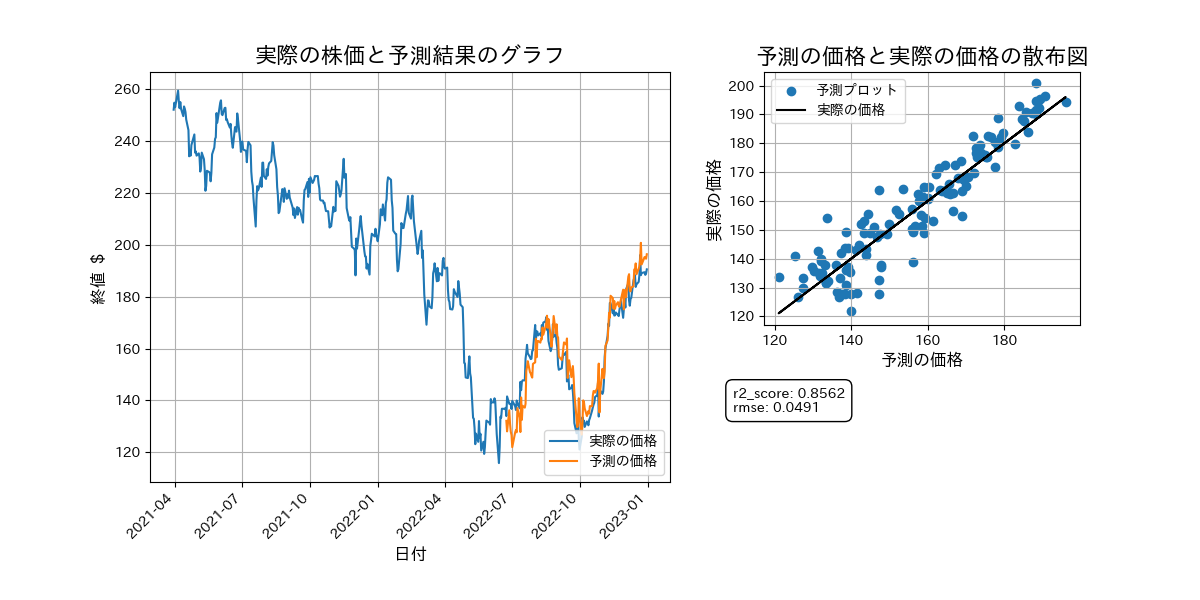 実際の株価と予測結果のグラフ
終値 $
260
240
220
200
180
160
140
120
2021-04
2021-07
2021-10
2022-01
2022-04
2022-07
2022-10
2023-01
日付
実際の価格
予測の価格
予測の価格と実際の価格の散布図
実際の価格
200
190
180
170
160
150
140
130
120
120
140
160
180
予測の価格
予測プロット
実際の価格
r2_score: 0.8562
rmse: 0.0491